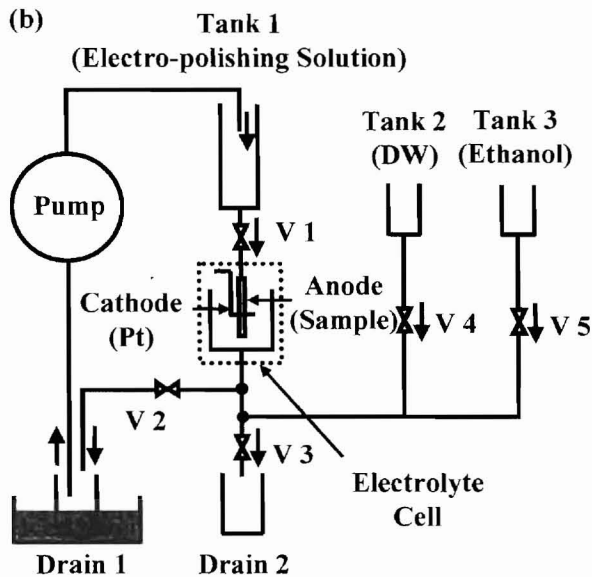 (b)
Tank 1
(Electro-polishing Solution)
Tank 2
(DW)
Tank 3
(Ethanol)
Pump
V 1
Cathode
(Pt)
Anode
(Sample)
V 4
V 5
V 2
V 3
Electrolyte
Cell
Drain 1
Drain 2